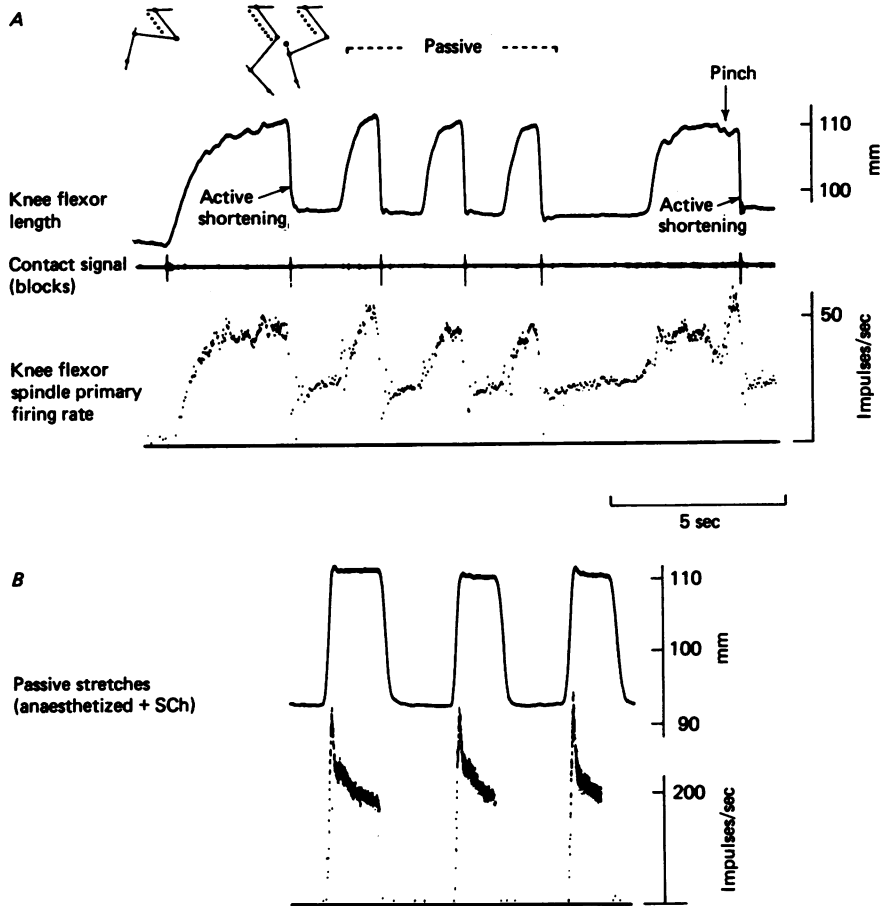 A
Passive
Pinch
110
100
mm
Knee flexor
length
Active
shortening
Active
shortening
Contact signal
(blocks)
50
Impulses/sec
Knee flexor
spindle primary
firing rate
5 sec
B
110
100
90
mm
Passive stretches
(anaesthetized + SCh)
200
Impulses/sec